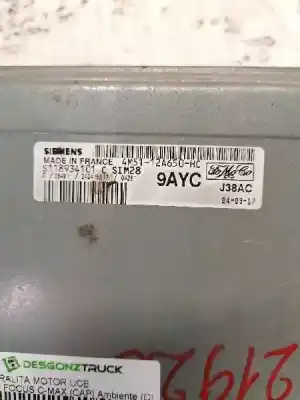 SIEMENS
MADE IN FRANCE 4M51-12A650-HC
S118934101 C SIM28
9AYC
FoMoCo
J38AC
04-03-17
DESGONZTRUCK
CENTRALITA MOTOR UCE
FOCUS C-MAX (CAP) Ambiente (D)